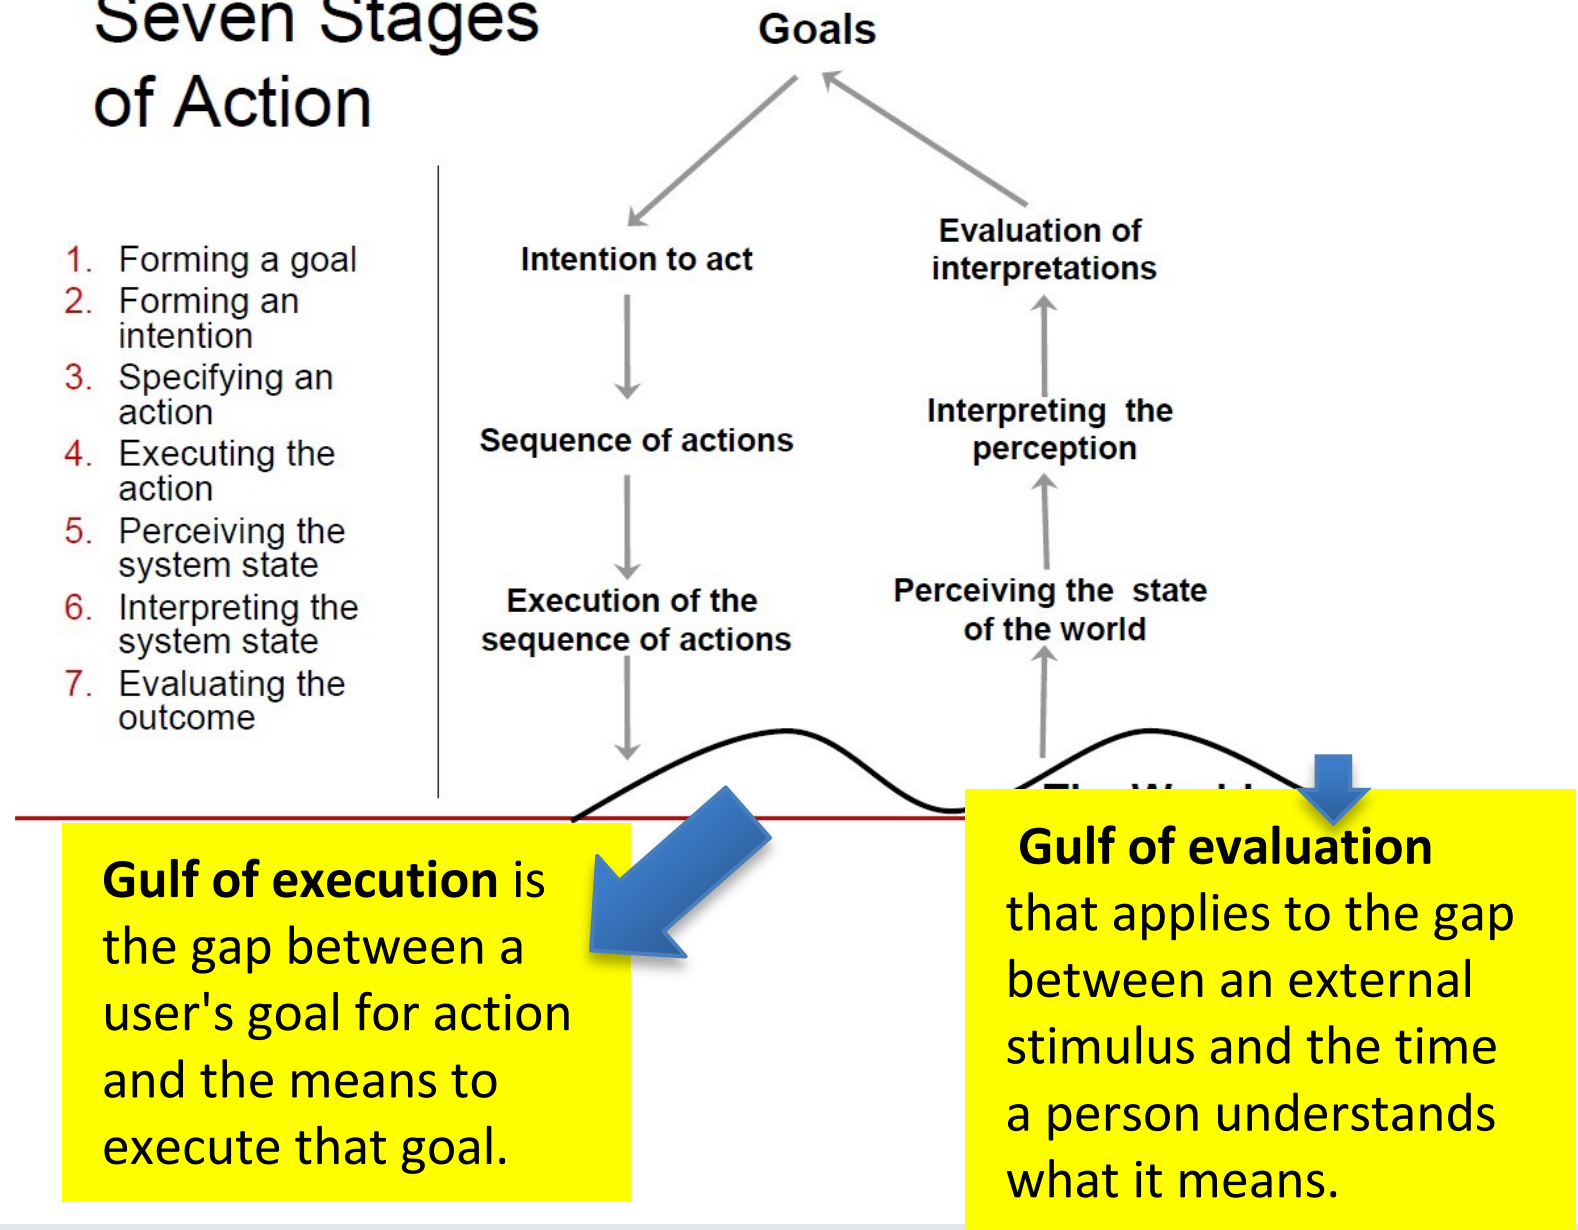 Seven Stages
of Action
1. Forming a goal
2. Forming an
intention
3. Specifying an
action
4. Executing the
action
5. Perceiving the
system state
6. Interpreting the
system state
7. Evaluating the
outcome
Goals
Intention to act
Sequence of actions
Execution of the
sequence of actions
Evaluation of
interpretations
Interpreting the
perception
Perceiving the state
of the world
The World
Gulf of execution is
the gap between a
user's goal for action
and the means to
execute that goal.
Gulf of evaluation
that applies to the gap
between an external
stimulus and the time
a person understands
what it means.